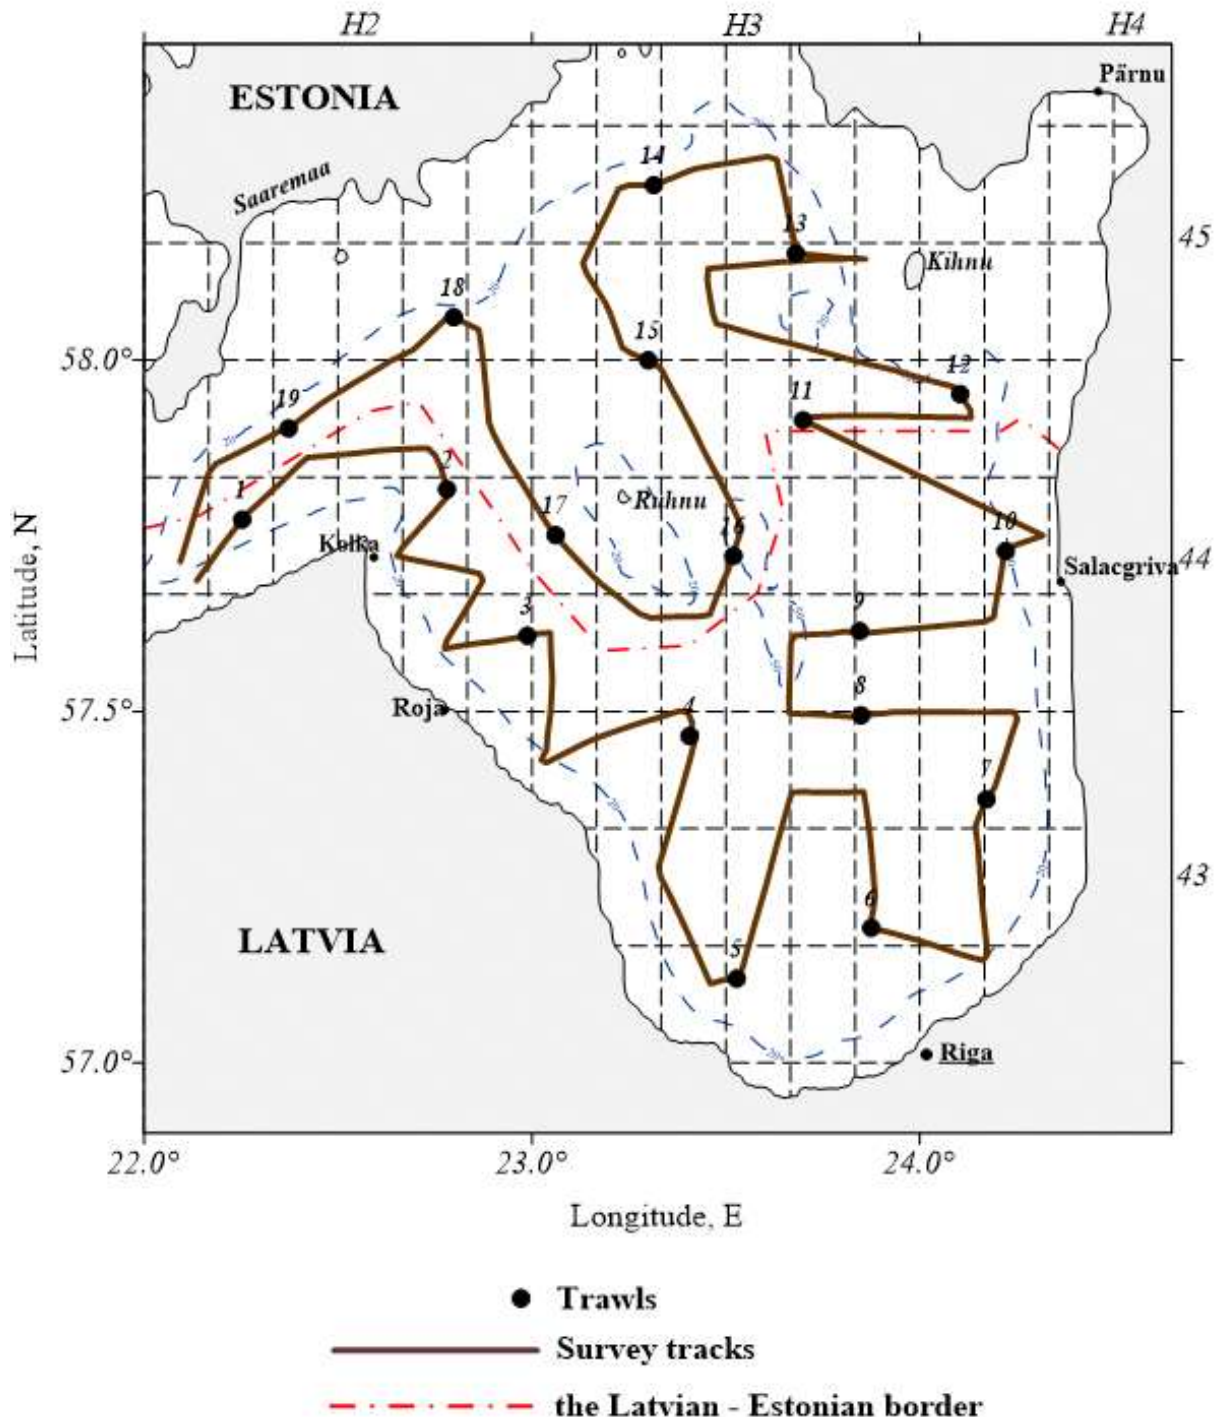 H2 H3 H4
Pärnu
ESTONIA
14
Saaremaa
13
45
Kihnu
18
15
58.0°
12
19
11
2
1
17
Ruhnu
16
10
Kolka
44
Salacgriva
3
9
Latitude, N
Roja
57.5°
8
4
7
43
6
LATVIA
5
57.0°
Riga
22.0° 23.0° 24.0°
Longitude, E
Trawls
Survey tracks
the Latvian - Estonian border